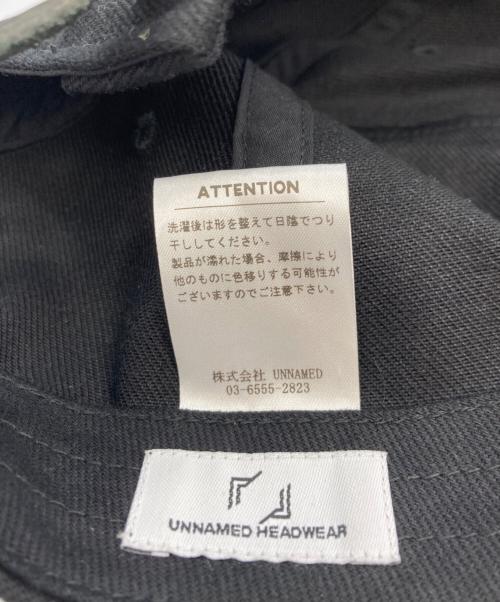 ATTENTION
洗濯後は形を整えて日陰でつり
干ししてください。
製品が濡れた場合、摩擦により
他のものに色移りする可能性が
ございますのでご注意下さい。
株式会社 UNNAMED
03-6555-2823
UNNAMED HEADWEAR